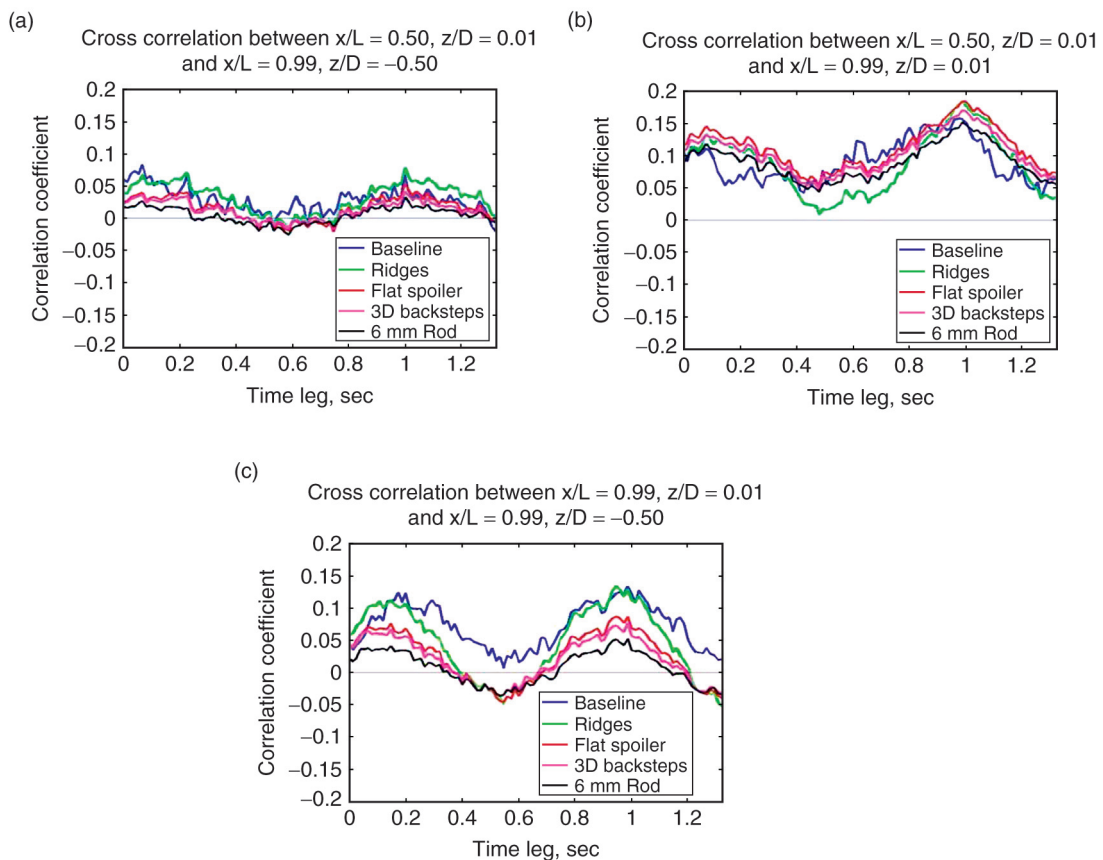 (a)
Cross correlation between x/L = 0.50, z/D = 0.01
and x/L = 0.99, z/D = −0.50
0.2
0.15
0.1
0.05
0
−0.05
−0.1
−0.15
−0.2
Correlation coefficient
Baseline
Ridges
Flat spoiler
3D backsteps
6 mm Rod
0 0.2 0.4 0.6 0.8 1 1.2
Time leg, sec
(b)
Cross correlation between x/L = 0.50, z/D = 0.01
and x/L = 0.99, z/D = 0.01
0.2
0.15
0.1
0.05
0
−0.05
−0.1
−0.15
−0.2
Correlation coefficient
Baseline
Ridges
Flat spoiler
3D backsteps
6 mm Rod
0 0.2 0.4 0.6 0.8 1 1.2
Time leg, sec
(c)
Cross correlation between x/L = 0.99, z/D = 0.01
and x/L = 0.99, z/D = −0.50
0.2
0.15
0.1
0.05
0
−0.05
−0.1
−0.15
−0.2
Correlation coefficient
Baseline
Ridges
Flat spoiler
3D backsteps
6 mm Rod
0 0.2 0.4 0.6 0.8 1 1.2
Time leg, sec